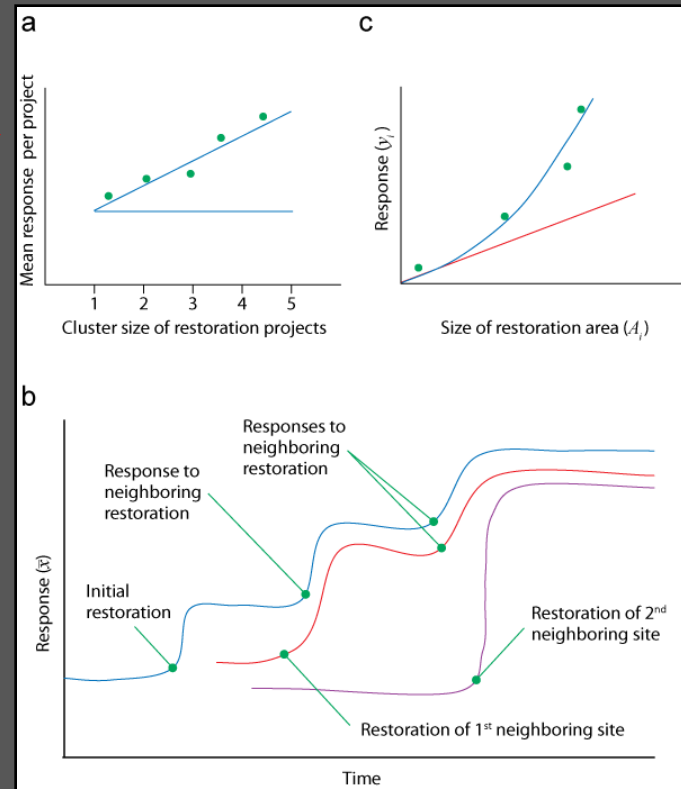 a
Mean response per project
1 2 3 4 5
Cluster size of restoration projects
c
Response (yᵢ)
Size of restoration area (Aᵢ)
b
Responses to
neighboring
restoration
Response to
neighboring
restoration
Initial
restoration
Response (x̄)
Restoration of 2ⁿᵈ
neighboring site
Restoration of 1ˢᵗ neighboring site
Time